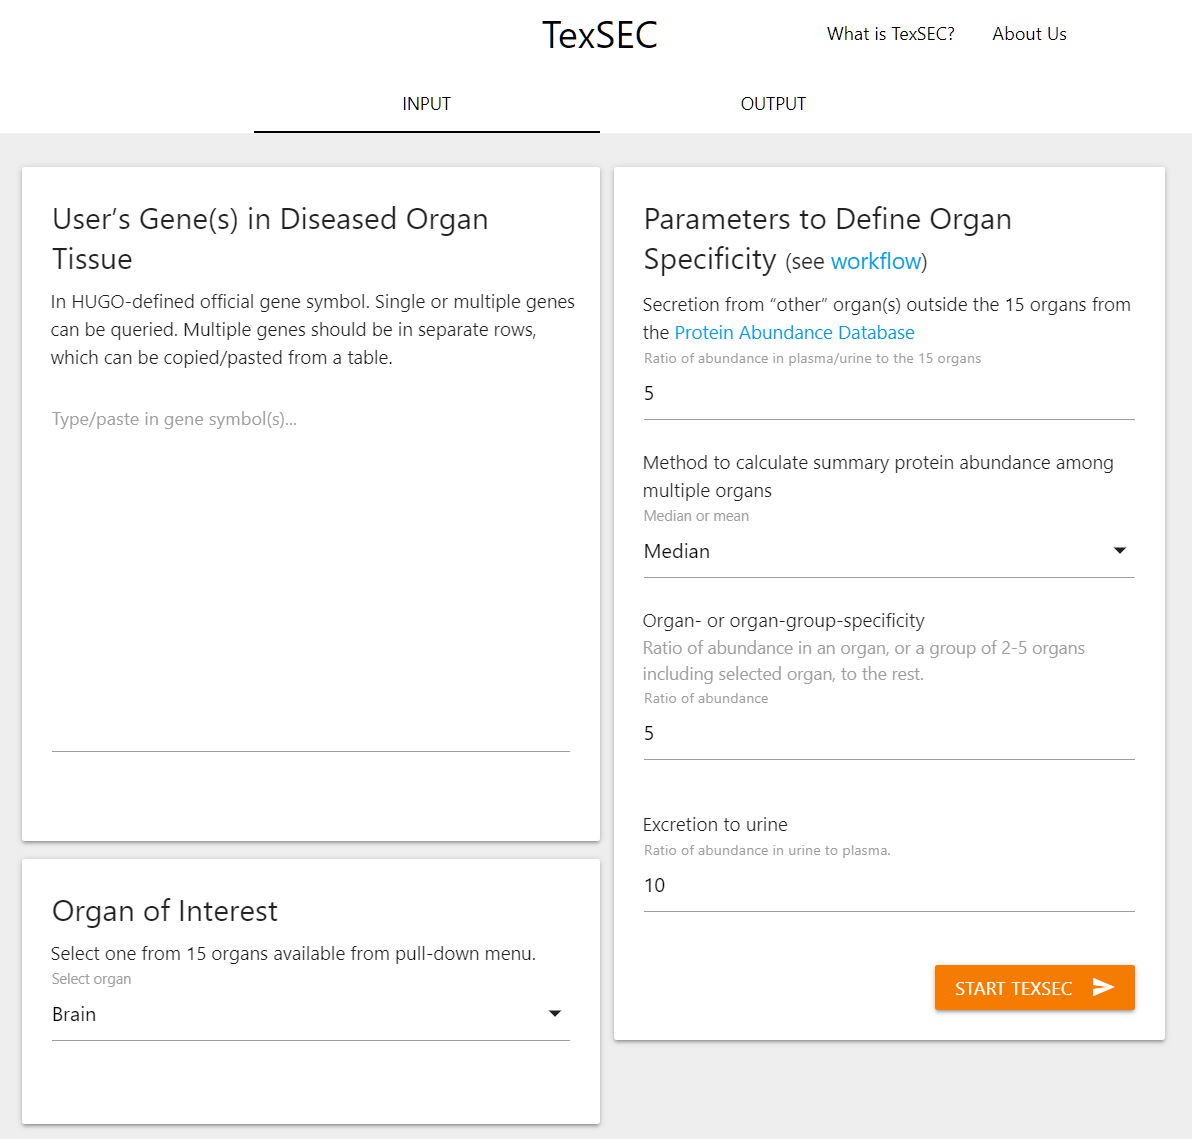 TexSEC
What is TexSEC?
About Us
INPUT
OUTPUT
User’s Gene(s) in Diseased Organ
Tissue
In HUGO-defined official gene symbol. Single or multiple genes
can be queried. Multiple genes should be in separate rows,
which can be copied/pasted from a table.
Type/paste in gene symbol(s)...
Organ of Interest
Select one from 15 organs available from pull-down menu.
Select organ
Brain
Parameters to Define Organ
Specificity (see workflow)
Secretion from “other” organ(s) outside the 15 organs from
the Protein Abundance Database
Ratio of abundance in plasma/urine to the 15 organs
5
Method to calculate summary protein abundance among
multiple organs
Median or mean
Median
Organ- or organ-group-specificity
Ratio of abundance in an organ, or a group of 2-5 organs
including selected organ, to the rest.
Ratio of abundance
5
Excretion to urine
Ratio of abundance in urine to plasma.
10
START TEXSEC